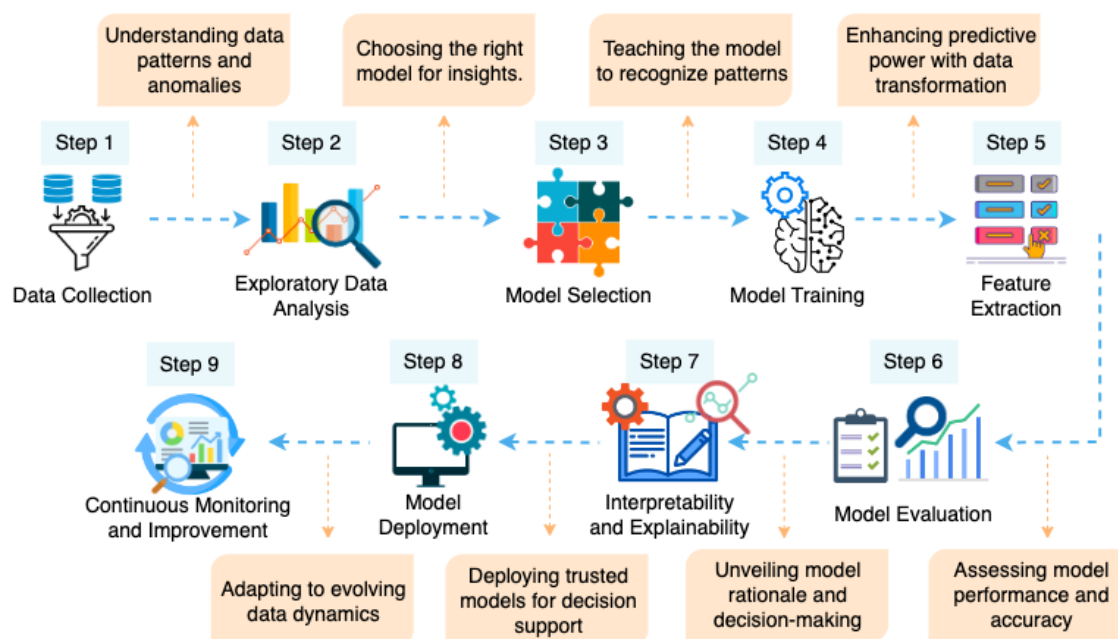 Understanding data
patterns and
anomalies
Choosing the right
model for insights.
Teaching the model
to recognize patterns
Enhancing predictive
power with data
transformation
Step 1
Step 2
Step 3
Step 4
Step 5
Data Collection
Exploratory Data
Analysis
Model Selection
Model Training
Feature
Extraction
Step 9
Step 8
Step 7
Step 6
Continuous Monitoring
and Improvement
Model
Deployment
Interpretability
and Explainability
Model Evaluation
Adapting to evolving
data dynamics
Deploying trusted
models for decision
support
Unveiling model
rationale and
decision-making
Assessing model
performance and
accuracy